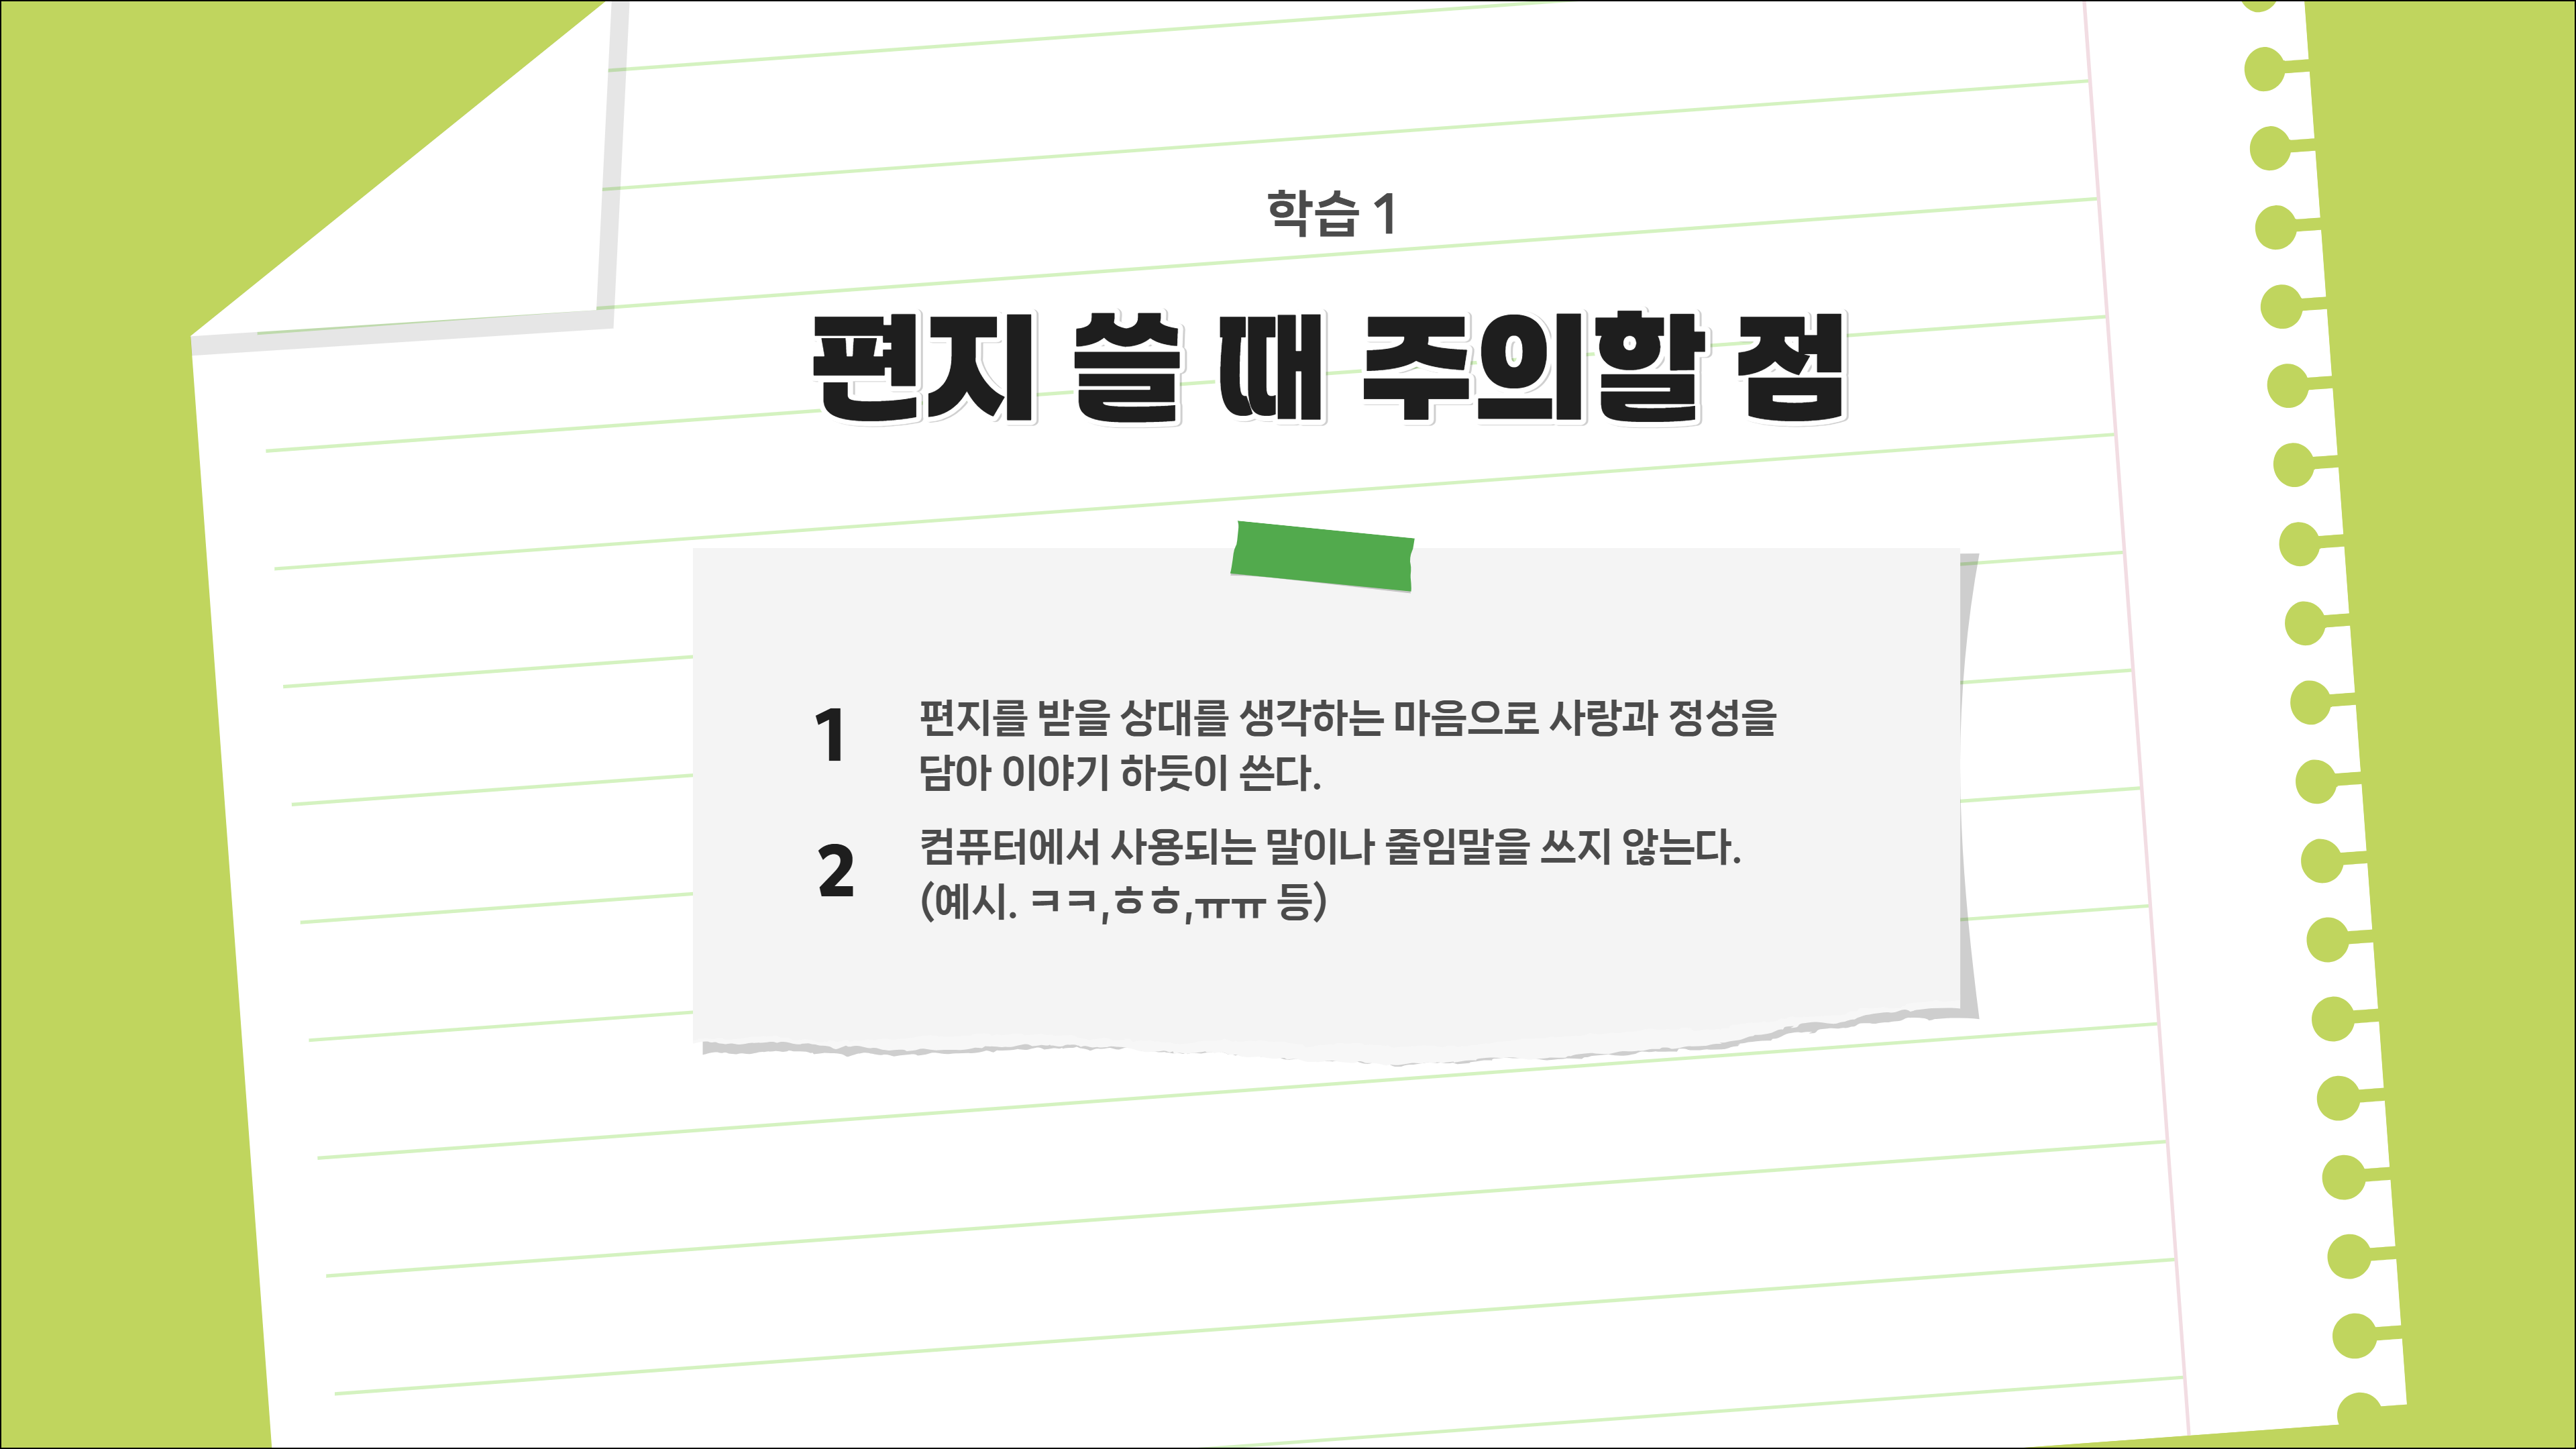 학습 1
편지 쓸 때 주의할 점
1 편지를 받을 상대를 생각하는 마음으로 사랑과 정성을
담아 이야기 하듯이 쓴다.
2 컴퓨터에서 사용되는 말이나 줄임말을 쓰지 않는다.
(예시. ㅋㅋ,ㅎㅎ,ㅠㅠ 등)